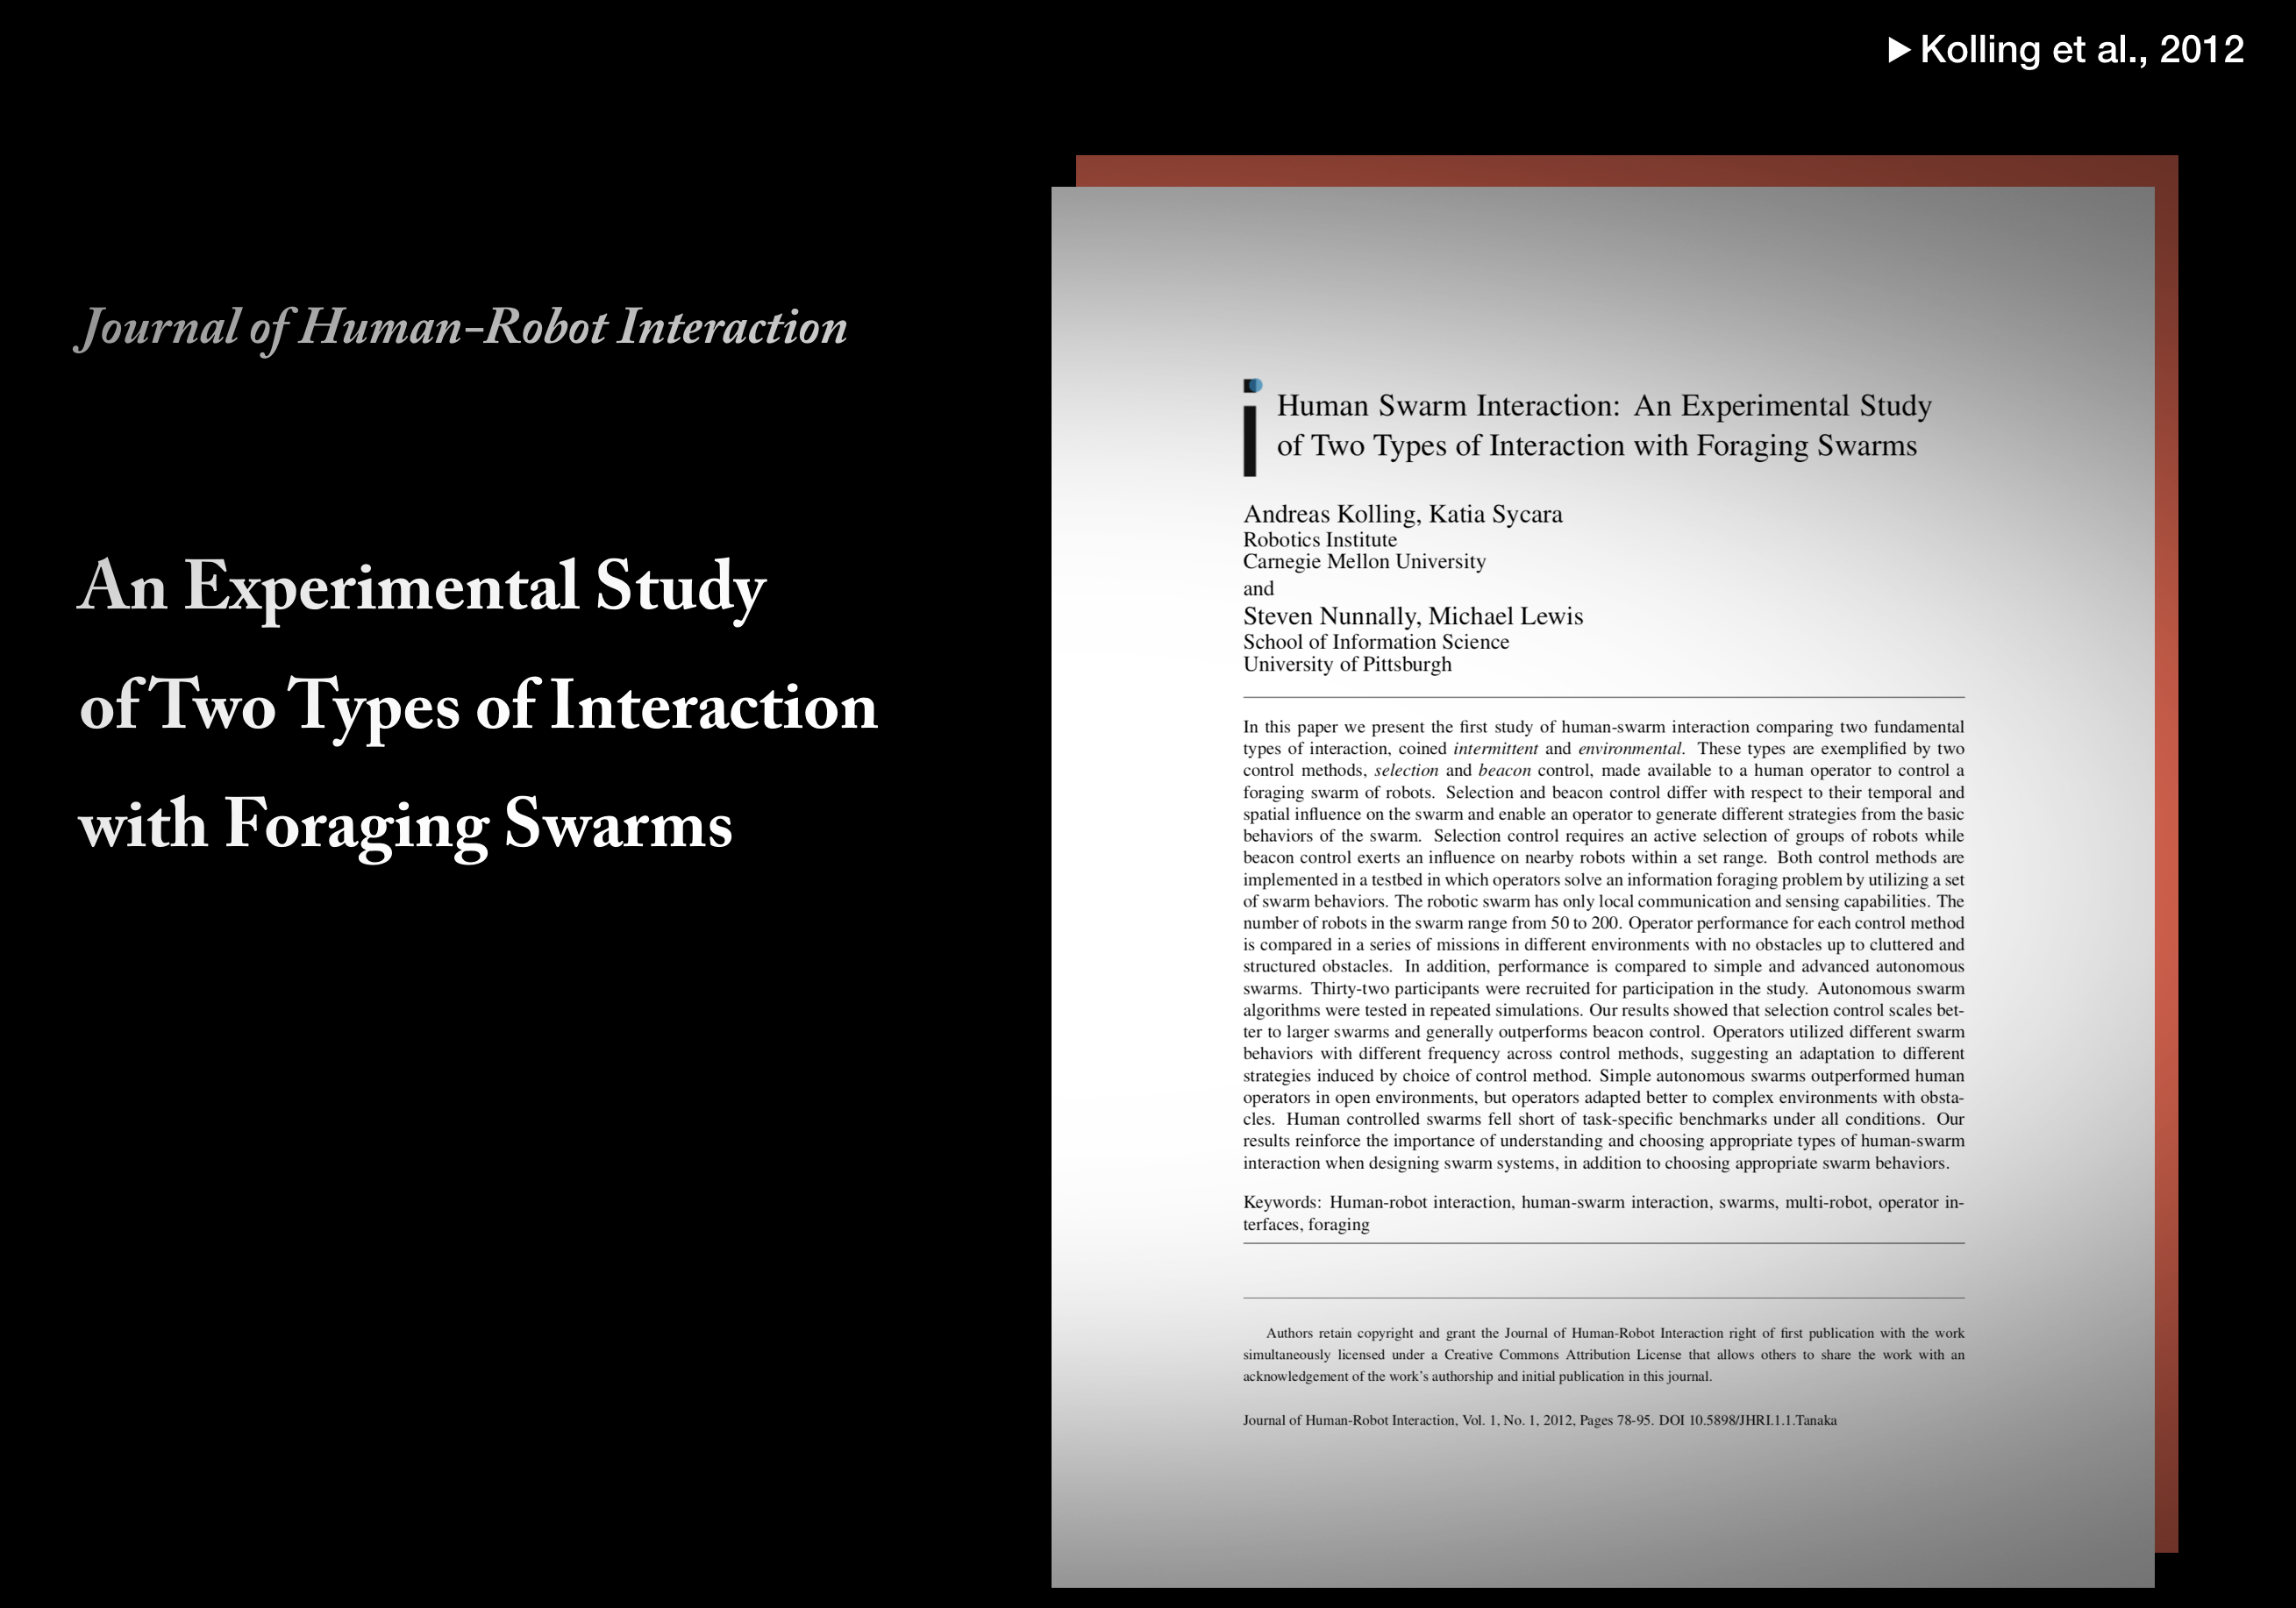 ▶ Kolling et al., 2012
Journal of Human-Robot Interaction
An Experimental Study
of Two Types of Interaction
with Foraging Swarms
Human Swarm Interaction: An Experimental Study
of Two Types of Interaction with Foraging Swarms
Andreas Kolling, Katia Sycara
Robotics Institute
Carnegie Mellon University
and
Steven Nunnally, Michael Lewis
School of Information Science
University of Pittsburgh
In this paper we present the first study of human-swarm interaction comparing two fundamental
types of interaction, coined intermittent and environmental. These types are exemplified by two
control methods, selection and beacon control, made available to a human operator to control a
foraging swarm of robots. Selection and beacon control differ with respect to their temporal and
spatial influence on the swarm and enable an operator to generate different strategies from the basic
behaviors of the swarm. Selection control requires an active selection of groups of robots while
beacon control exerts an influence on nearby robots within a set range. Both control methods are
implemented in a testbed in which operators solve an information foraging problem by utilizing a set
of swarm behaviors. The robotic swarm has only local communication and sensing capabilities. The
number of robots in the swarm range from 50 to 200. Operator performance for each control method
is compared in a series of missions in different environments with no obstacles up to cluttered and
structured obstacles. In addition, performance is compared to simple and advanced autonomous
swarms. Thirty-two participants were recruited for participation in the study. Autonomous swarm
algorithms were tested in repeated simulations. Our results showed that selection control scales bet-
ter to larger swarms and generally outperforms beacon control. Operators utilized different swarm
behaviors with different frequency across control methods, suggesting an adaptation to different
strategies induced by choice of control method. Simple autonomous swarms outperformed human
operators in open environments, but operators adapted better to complex environments with obsta-
cles. Human controlled swarms fell short of task-specific benchmarks under all conditions. Our
results reinforce the importance of understanding and choosing appropriate types of human-swarm
interaction when designing swarm systems, in addition to choosing appropriate swarm behaviors.
Keywords: Human-robot interaction, human-swarm interaction, swarms, multi-robot, operator in-
terfaces, foraging
Authors retain copyright and grant the Journal of Human-Robot Interaction right of first publication with the work
simultaneously licensed under a Creative Commons Attribution License that allows others to share the work with an
acknowledgement of the work's authorship and initial publication in this journal.
Journal of Human-Robot Interaction, Vol. 1, No. 1, 2012, Pages 78-95. DOI 10.5898/JHRI.1.1.Tanaka